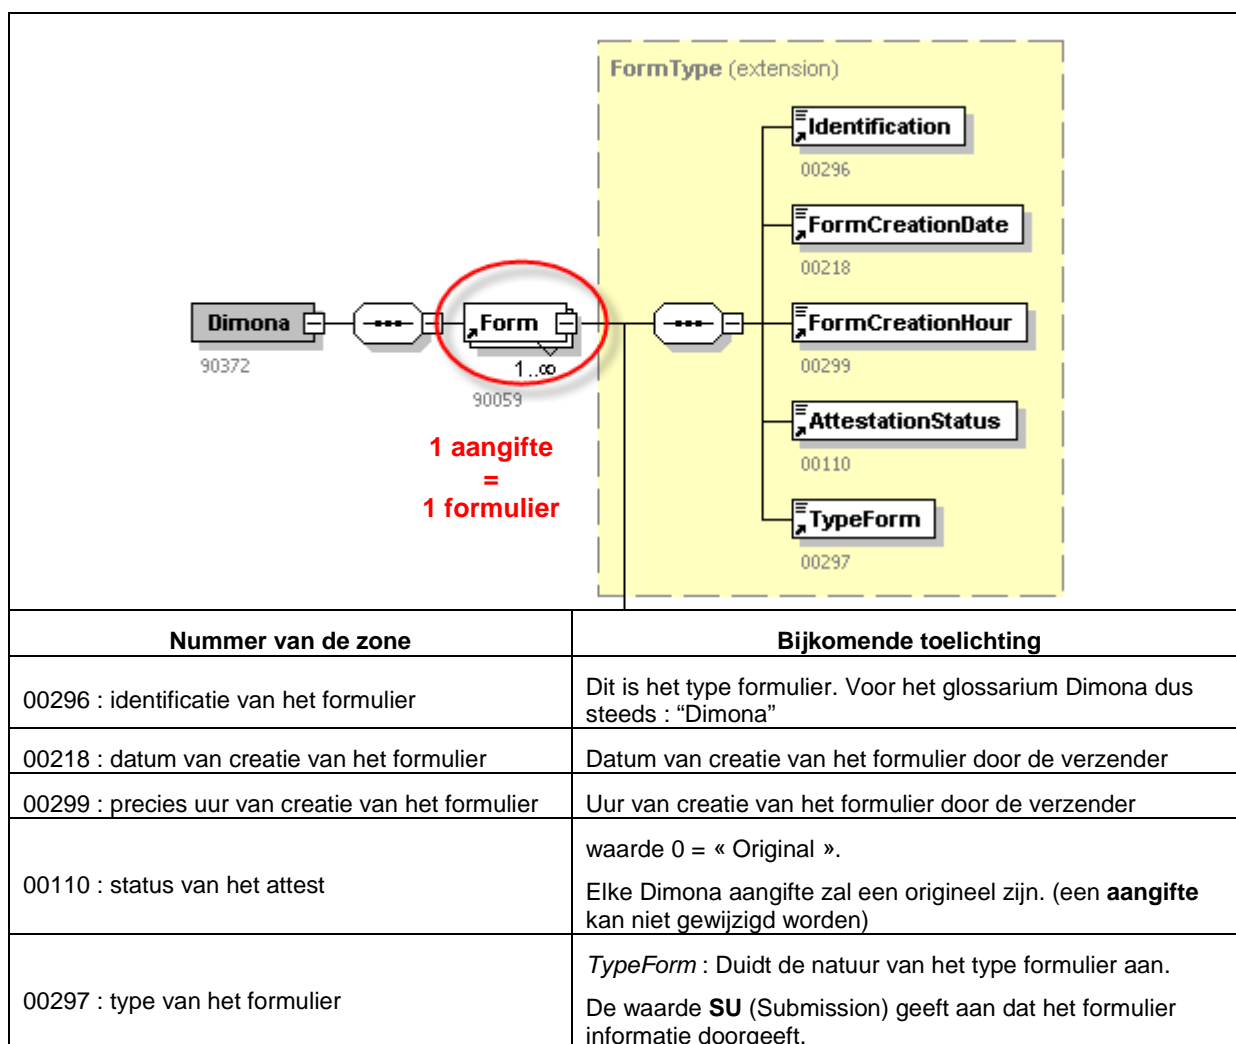 FormType (extension)
Identification
00296
FormCreationDate
00218
Dimona
90372
Form
1..∞
90059
FormCreationHour
00299
1 aangifte
=
1 formulier
AttestationStatus
00110
TypeForm
00297
Nummer van de zone
Bijkomende toelichting
00296 : identificatie van het formulier
Dit is het type formulier. Voor het glossarium Dimona dus
steeds : “Dimona”
00218 : datum van creatie van het formulier
Datum van creatie van het formulier door de verzender
00299 : precies uur van creatie van het formulier
Uur van creatie van het formulier door de verzender
00110 : status van het attest
waarde 0 = « Original ».
Elke Dimona aangifte zal een origineel zijn. (een aangifte
kan niet gewijzigd worden)
00297 : type van het formulier
TypeForm : Duidt de natuur van het type formulier aan.
De waarde SU (Submission) geeft aan dat het formulier
informatie doorgeeft.